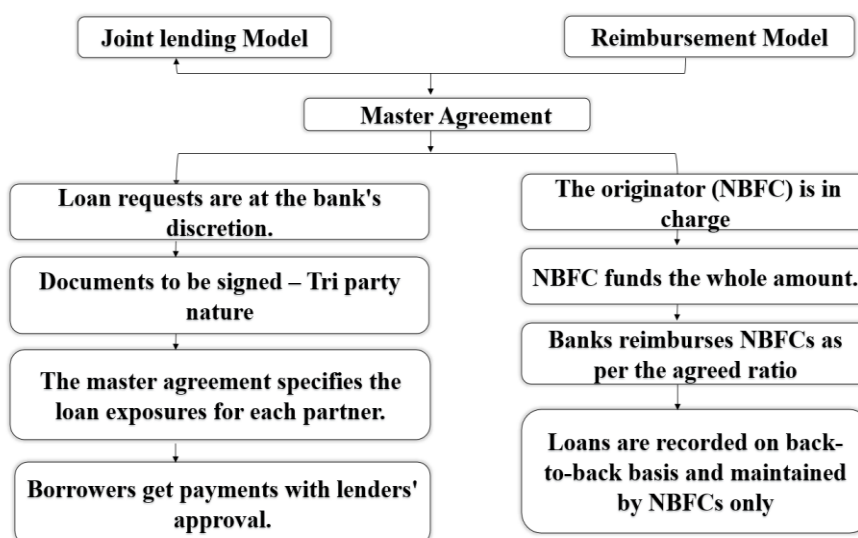 Joint lending Model
Reimbursement Model
Master Agreement
Loan requests are at the bank's
discretion.
Documents to be signed – Tri party
nature
The master agreement specifies the
loan exposures for each partner.
Borrowers get payments with lenders'
approval.
The originator (NBFC) is in
charge
NBFC funds the whole amount.
Banks reimburses NBFCs as
per the agreed ratio
Loans are recorded on back-
to-back basis and maintained
by NBFCs only